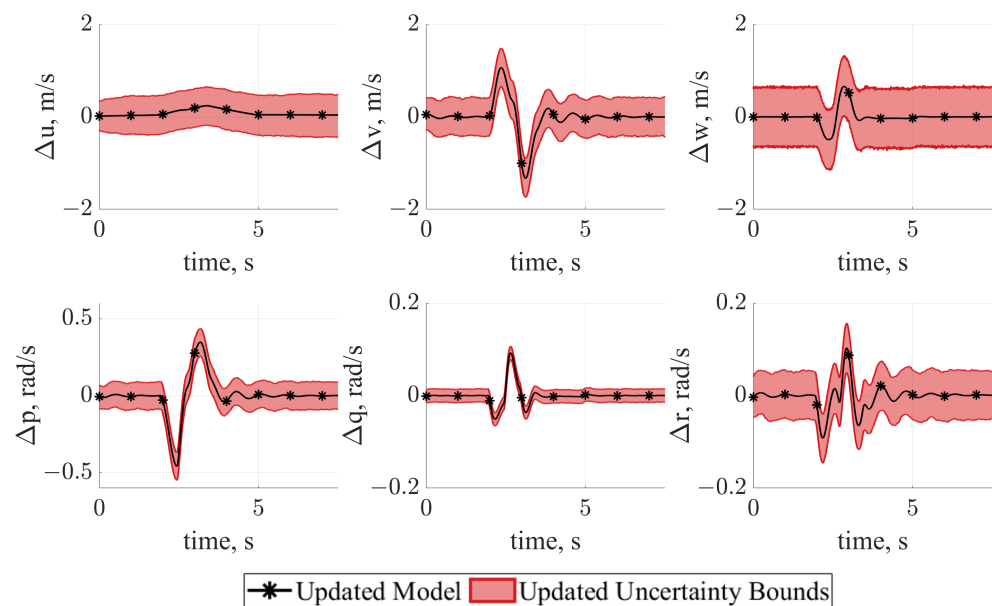 2
0
−2
Δu, m/s
0
5
time, s
2
0
−2
Δv, m/s
0
5
time, s
2
0
−2
Δw, m/s
0
5
time, s
0.5
0
−0.5
Δp, rad/s
0
5
time, s
0.2
0
−0.2
Δq, rad/s
0
5
time, s
0.2
0
−0.2
Δr, rad/s
0
5
time, s
Updated Model Updated Uncertainty Bounds